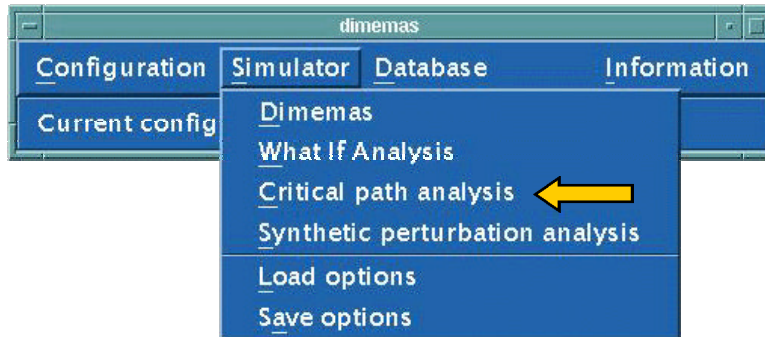 dimemas
Configuration Simulator Database Information
Current config
Dimemas
What If Analysis
Critical path analysis
Synthetic perturbation analysis
Load options
Save options